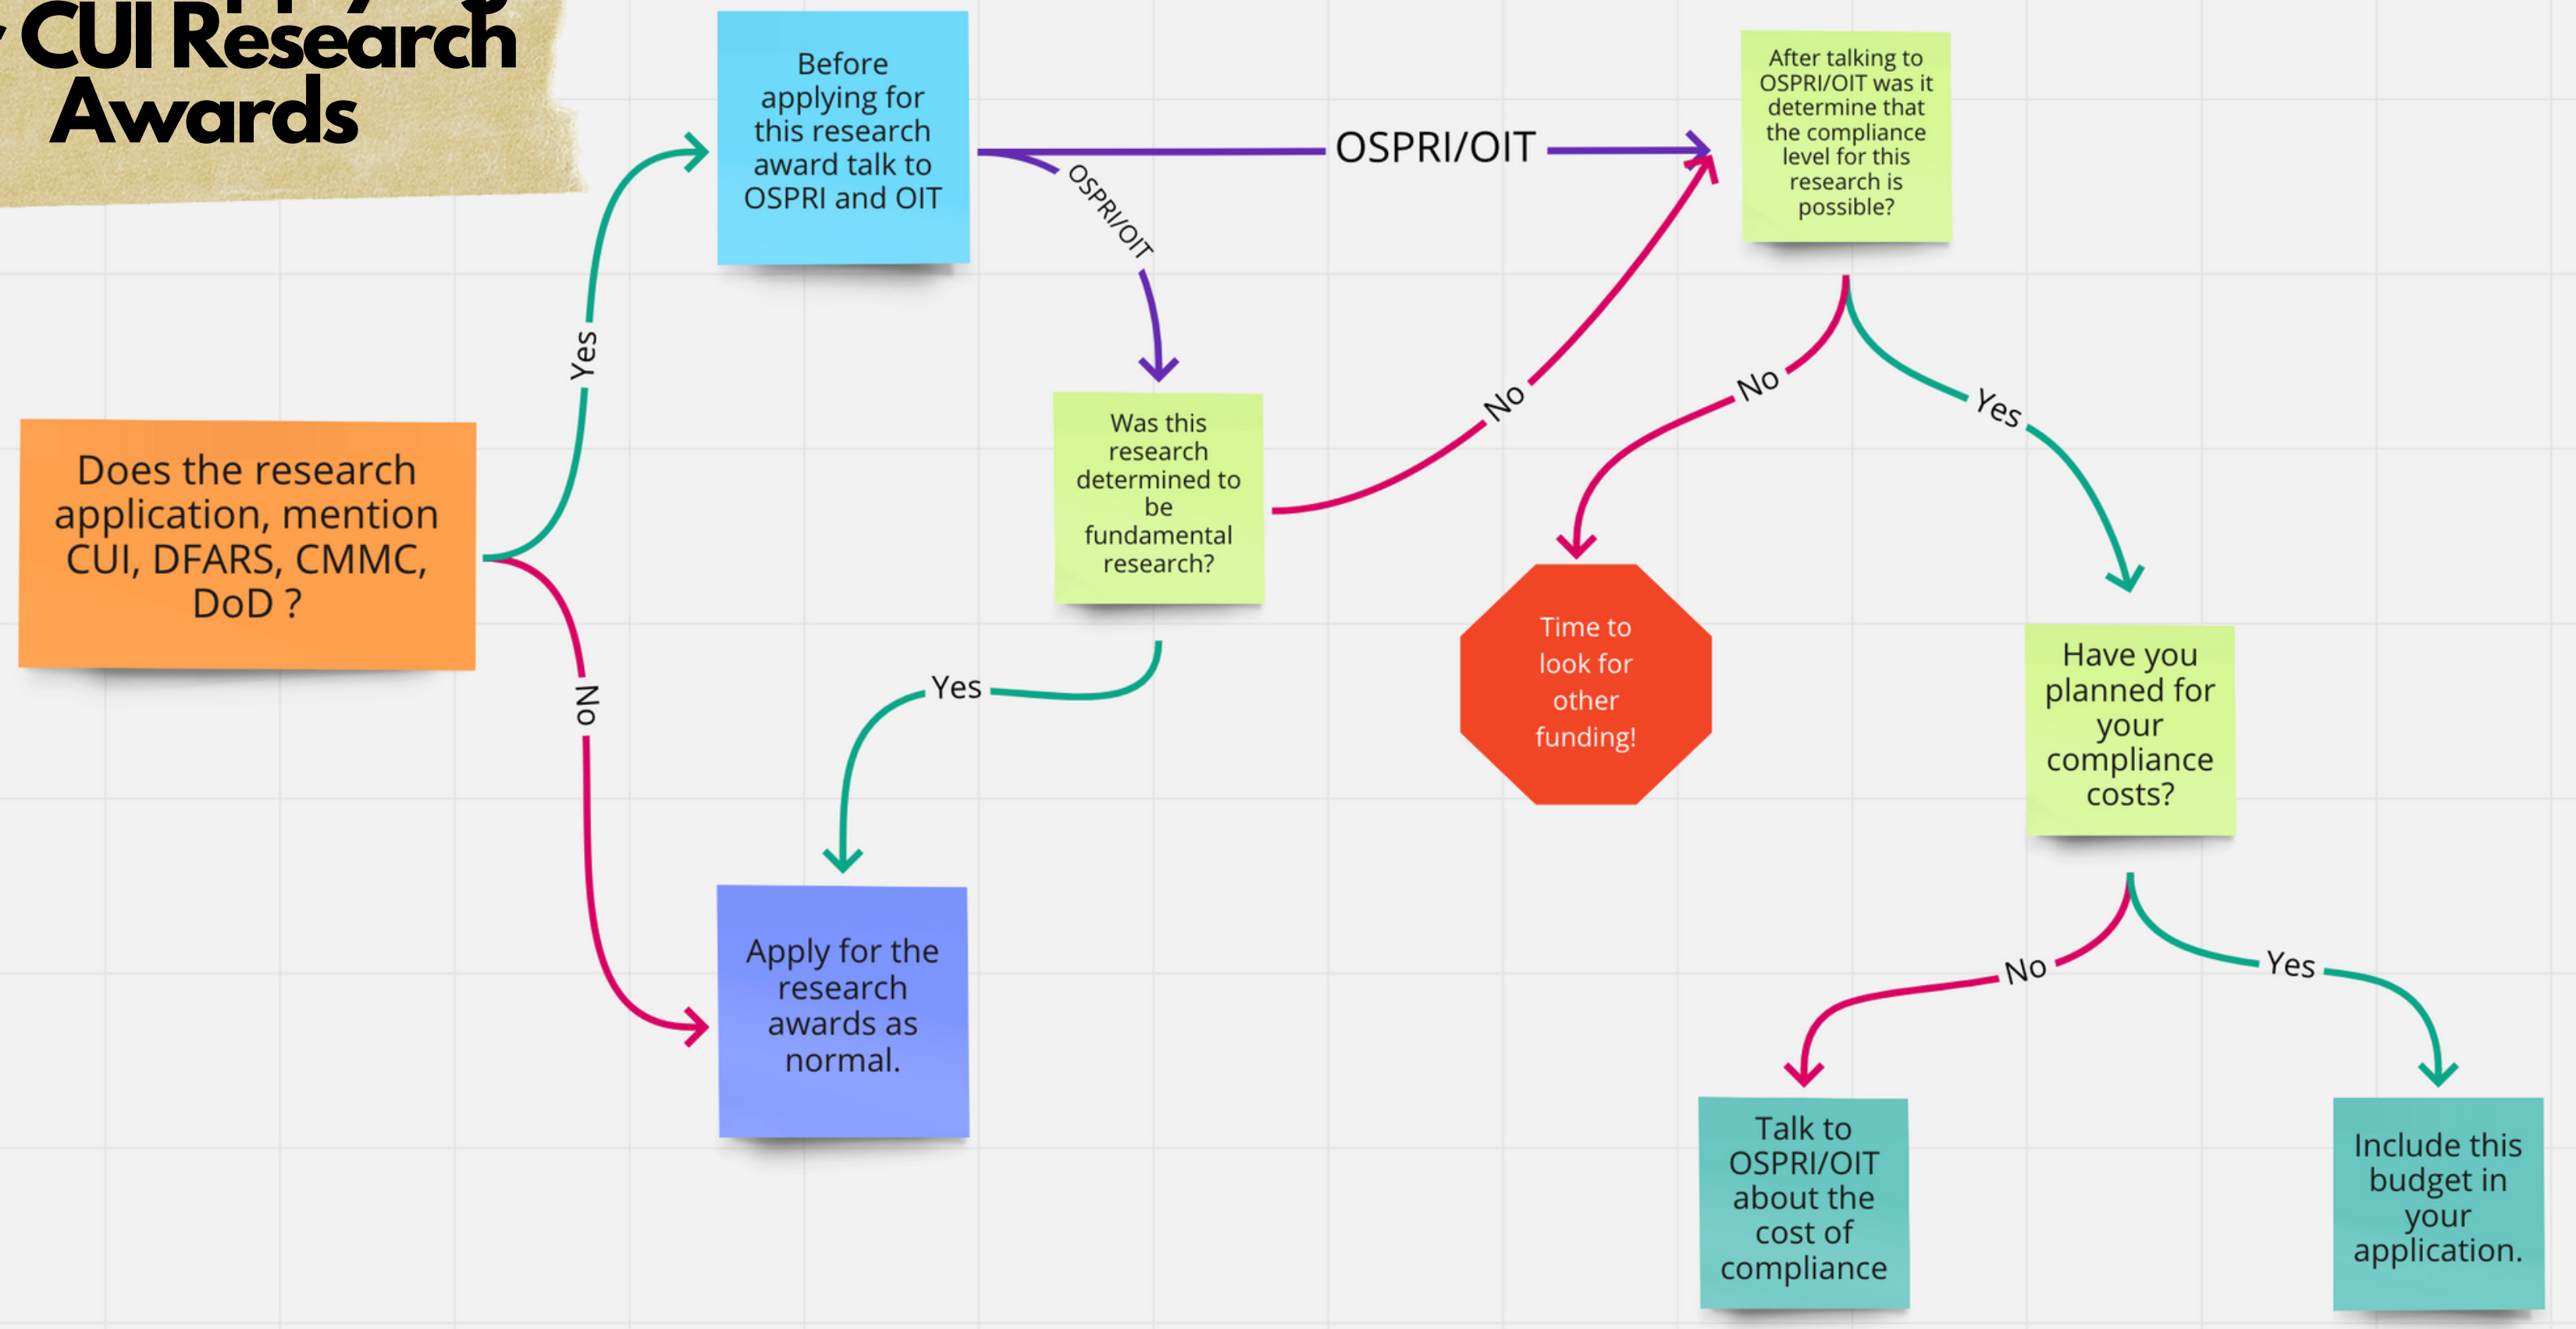 CUI Research
Awards
Before
applying for
this research
award talk to
OSPRI and OIT
OSPRI/OIT
After talking to
OSPRI/OIT was it
determine that
the compliance
level for this
research is
possible?
OSPRI/OIT
Yes
Does the research
application, mention
CUI, DFARS, CMMC,
DoD ?
No
Was this
research
determined to
be
fundamental
research?
No
No
Yes
Yes
Time to
look for
other
funding!
Have you
planned for
your
compliance
costs?
Apply for the
research
awards as
normal.
No
Yes
Talk to
OSPRI/OIT
about the
cost of
compliance
Include this
budget in
your
application.